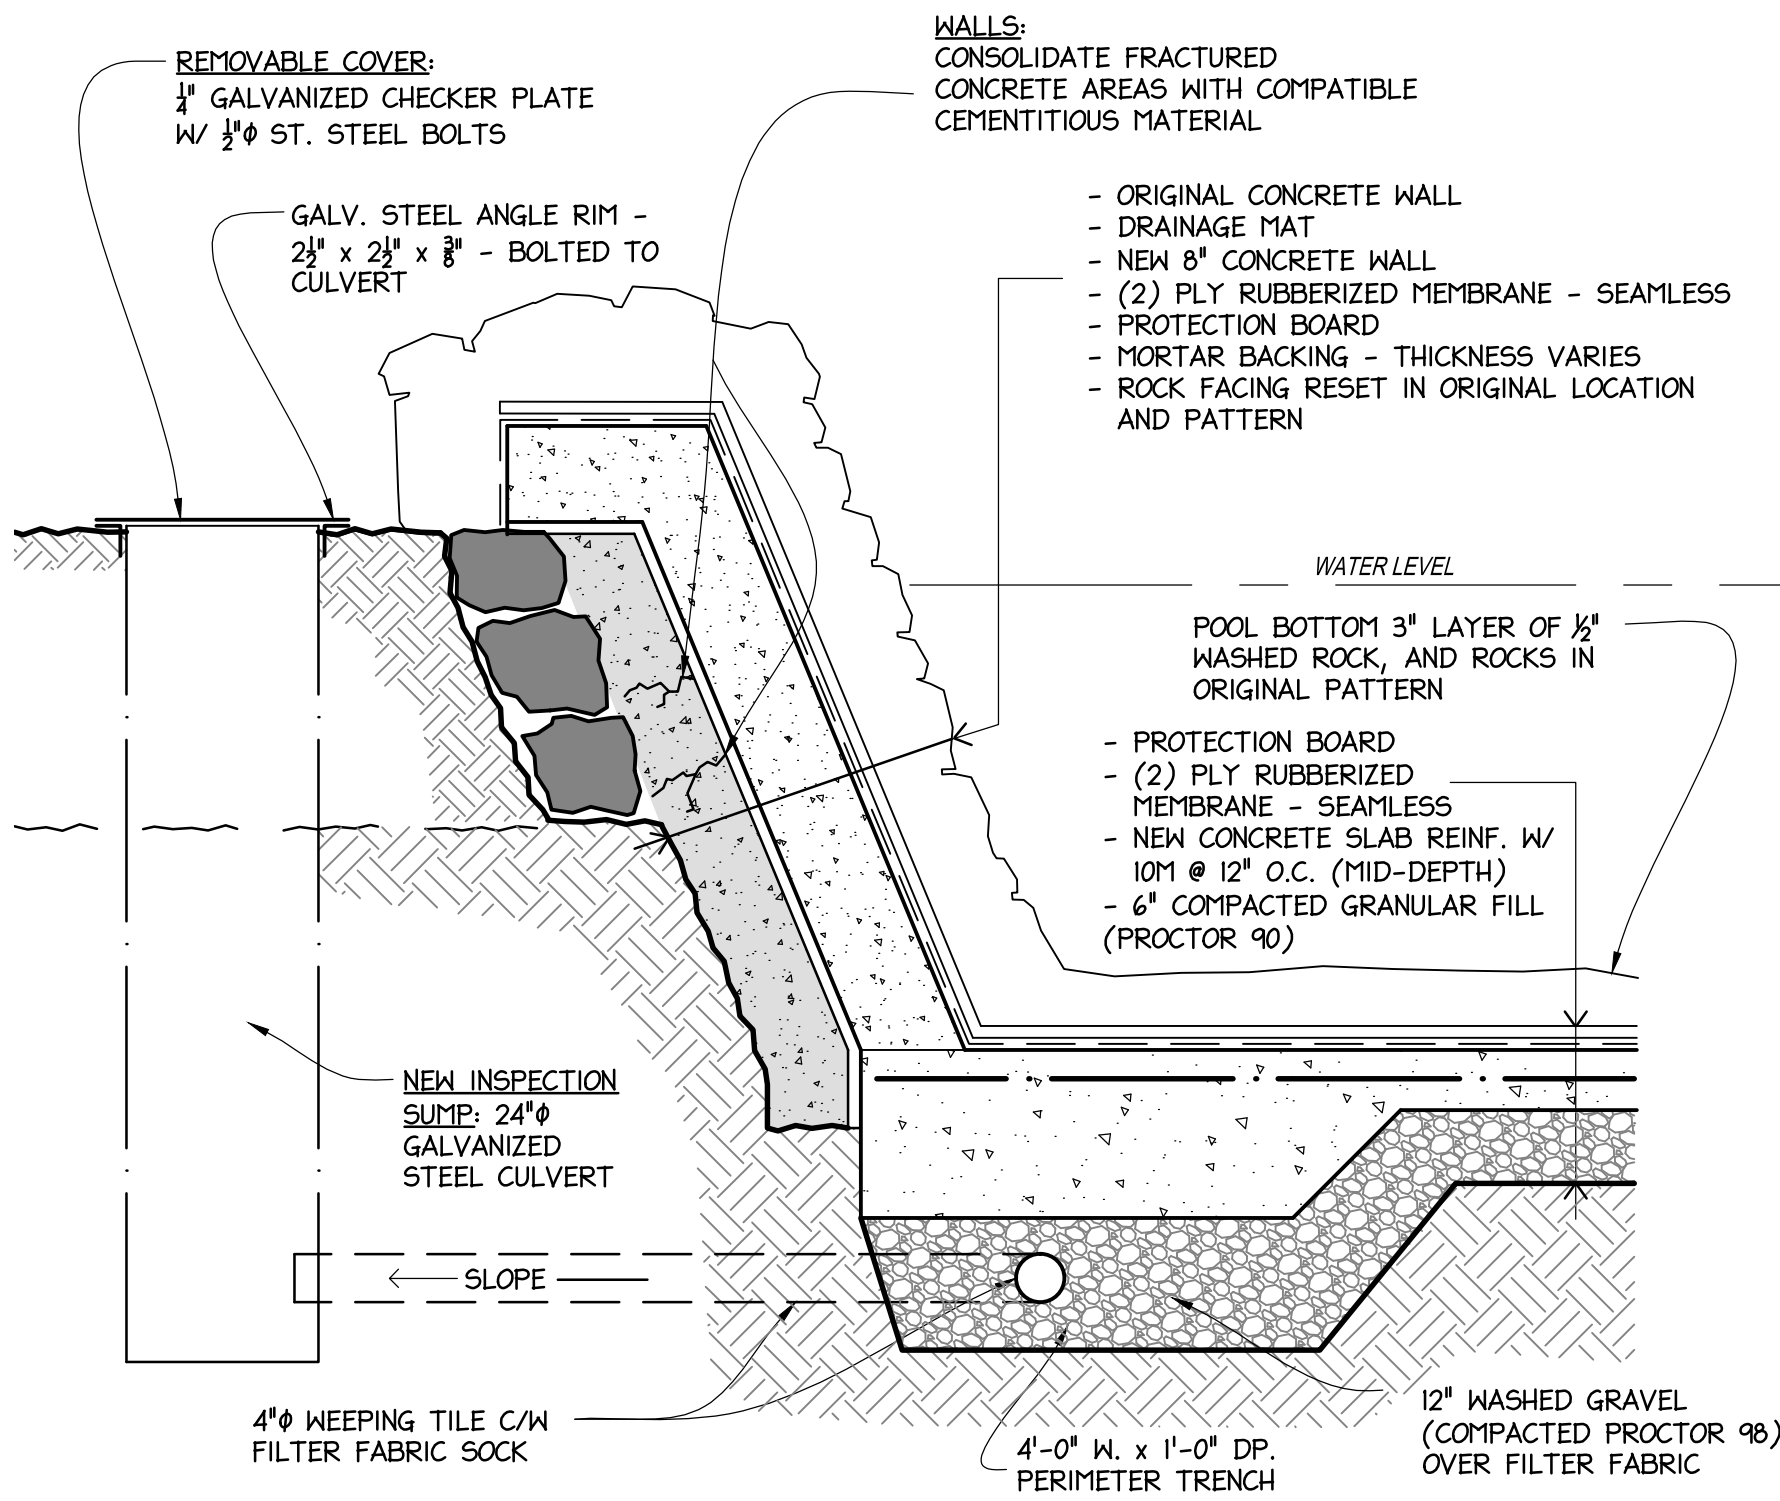 REMOVABLE COVER:
1/4" GALVANIZED CHECKER PLATE
W/ 1/2"ϕ ST. STEEL BOLTS
GALV. STEEL ANGLE RIM -
2 1/2" x 2 1/2" x 3/8" - BOLTED TO
CULVERT
WALLS:
CONSOLIDATE FRACTURED
CONCRETE AREAS WITH COMPATIBLE
CEMENTITIOUS MATERIAL
- ORIGINAL CONCRETE WALL
- DRAINAGE MAT
- NEW 8" CONCRETE WALL
- (2) PLY RUBBERIZED MEMBRANE - SEAMLESS
- PROTECTION BOARD
- MORTAR BACKING - THICKNESS VARIES
- ROCK FACING RESET IN ORIGINAL LOCATION
AND PATTERN
WATER LEVEL
POOL BOTTOM 3" LAYER OF 1/2"
WASHED ROCK, AND ROCKS IN
ORIGINAL PATTERN
- PROTECTION BOARD
- (2) PLY RUBBERIZED
MEMBRANE - SEAMLESS
- NEW CONCRETE SLAB REINF. W/
10M @ 12" O.C. (MID-DEPTH)
- 6" COMPACTED GRANULAR FILL
(PROCTOR 90)
NEW INSPECTION
SUMP: 24"ϕ
GALVANIZED
STEEL CULVERT
SLOPE
4"ϕ WEEPING TILE C/W
FILTER FABRIC SOCK
4'-0" W. x 1'-0" DP.
PERIMETER TRENCH
12" WASHED GRAVEL
(COMPACTED PROCTOR 98)
OVER FILTER FABRIC